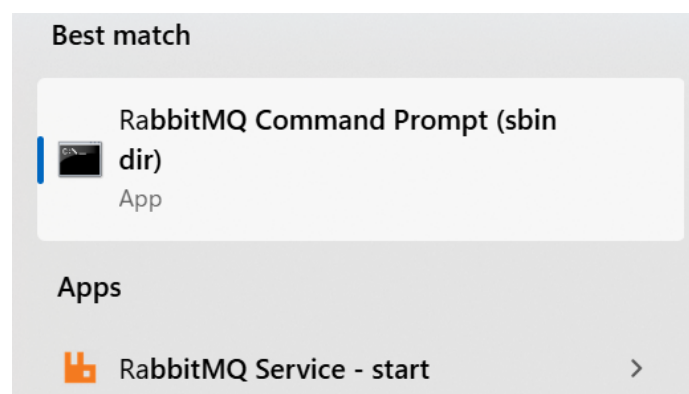 Best match
RabbitMQ Command Prompt (sbin
dir)
App
Apps
RabbitMQ Service - start